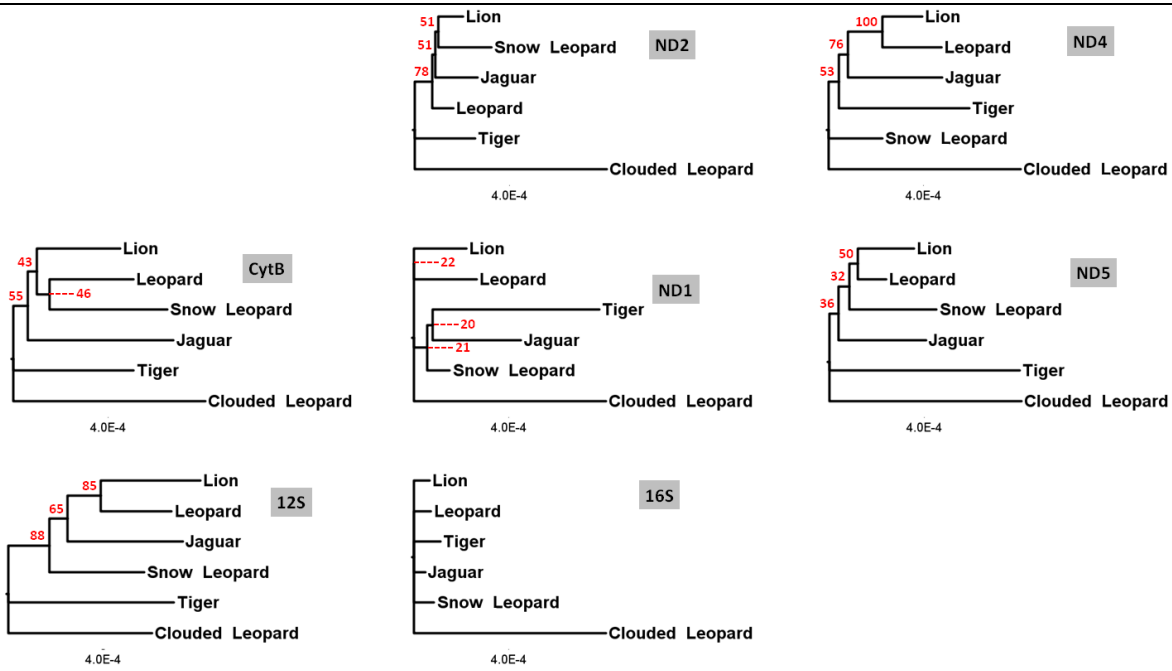 51
Lion
51
Snow Leopard
ND2
78
Jaguar
Leopard
Tiger
Clouded Leopard
4.0E-4
100
Lion
76
Leopard
ND4
53
Jaguar
Tiger
Snow Leopard
Clouded Leopard
4.0E-4
Lion
43
CytB
Leopard
46
55
Snow Leopard
Jaguar
Tiger
Clouded Leopard
4.0E-4
Lion
22
Leopard
ND1
Tiger
20
Jaguar
21
Snow Leopard
Clouded Leopard
4.0E-4
50
Lion
32
Leopard
ND5
36
Snow Leopard
Jaguar
Tiger
Clouded Leopard
4.0E-4
85
Lion
12S
65
Leopard
88
Jaguar
Snow Leopard
Tiger
Clouded Leopard
4.0E-4
Lion
16S
Leopard
Tiger
Jaguar
Snow Leopard
Clouded Leopard
4.0E-4